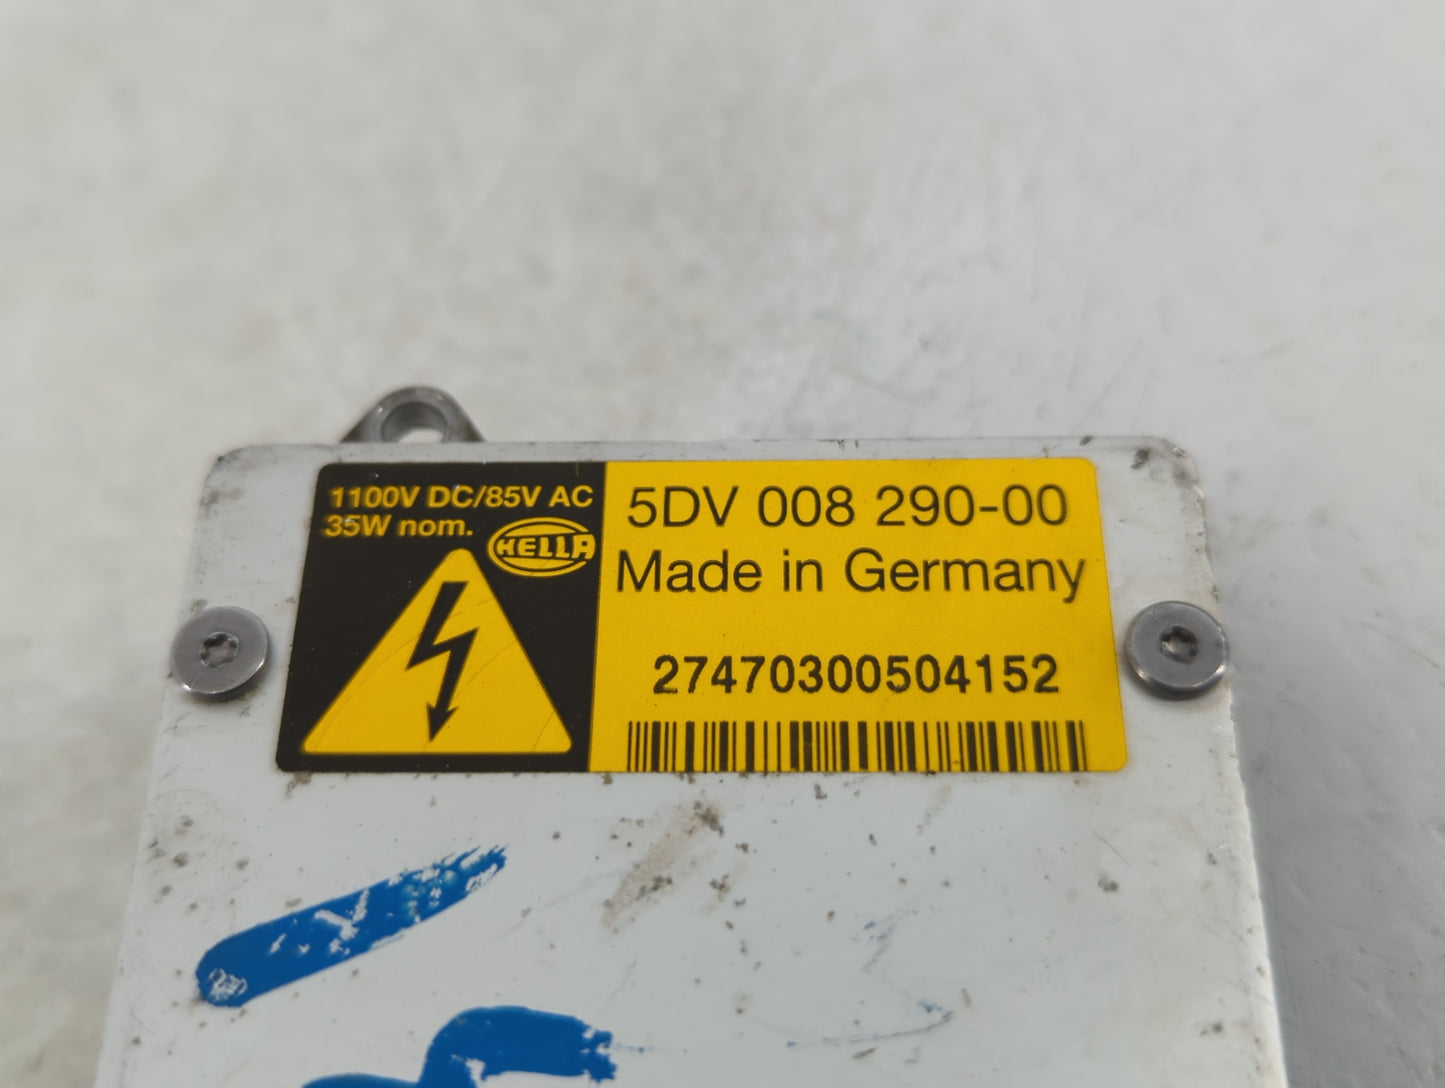 1100V DC/85V AC
35W nom.
HELLA
5DV 008 290-00
Made in Germany
27470300504152